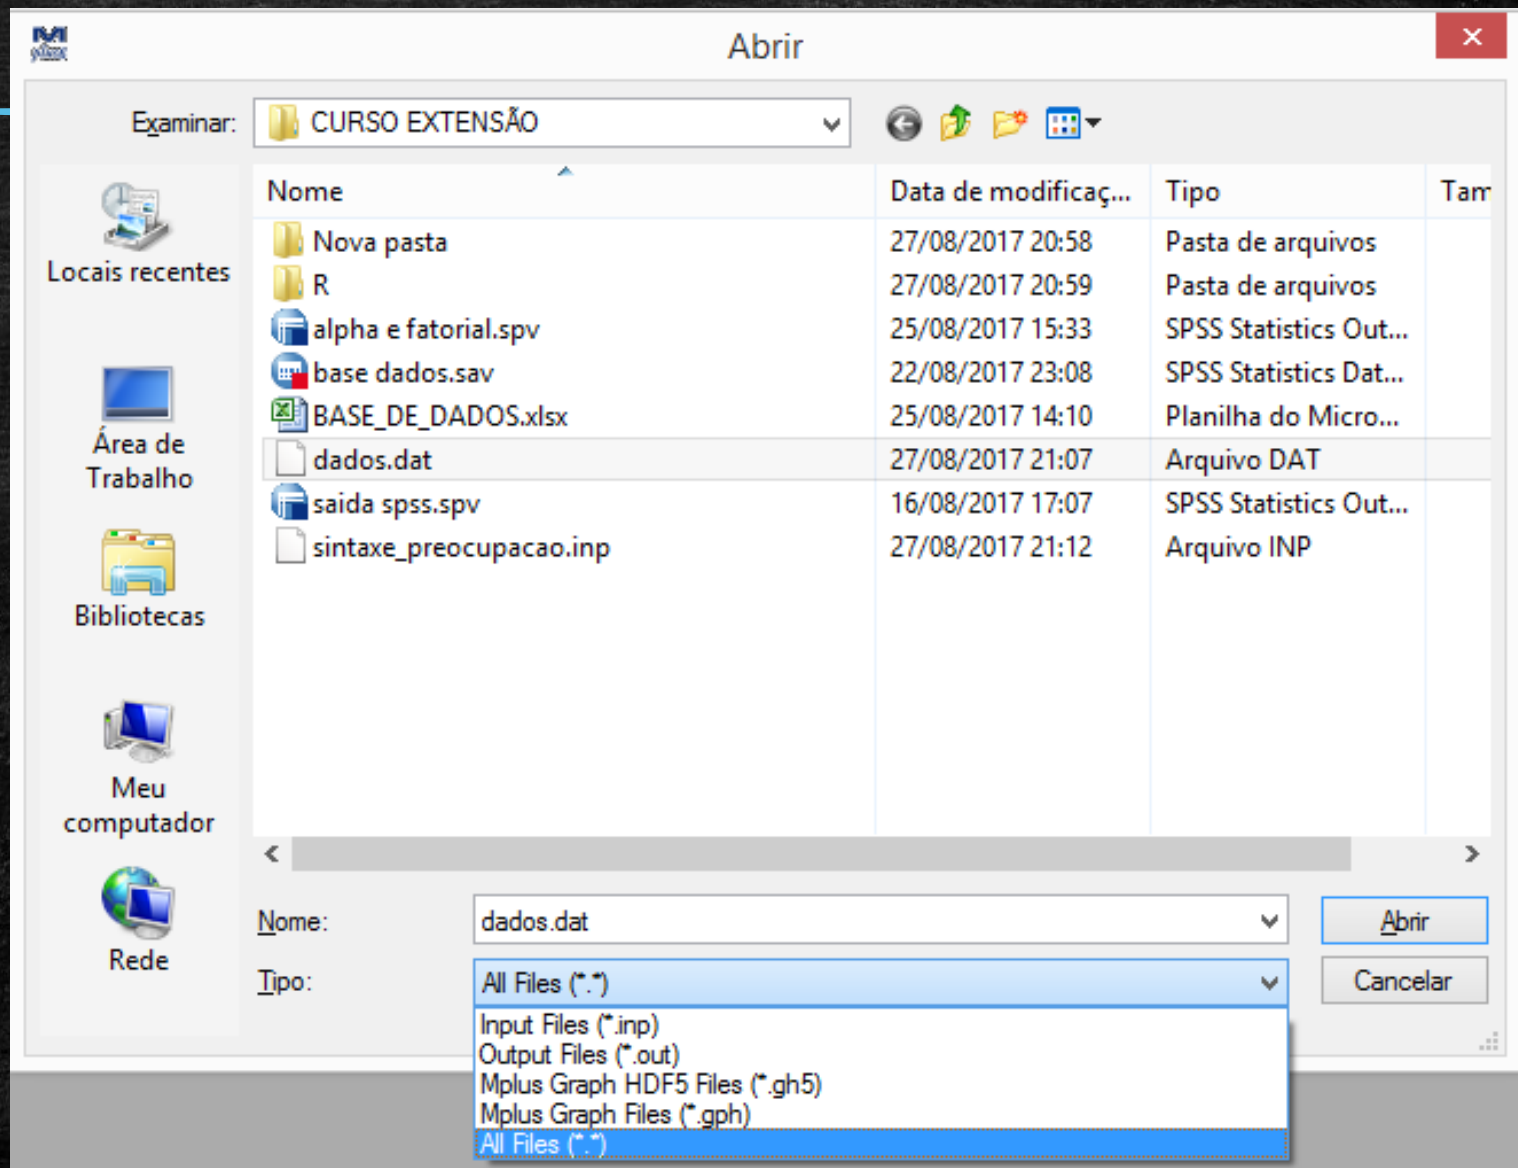 Abrir
Examinar: CURSO EXTENSÃO
Nome Data de modificaç... Tipo Tam
Nova pasta 27/08/2017 20:58 Pasta de arquivos
R 27/08/2017 20:59 Pasta de arquivos
alpha e fatorial.spv 25/08/2017 15:33 SPSS Statistics Out...
base dados.sav 22/08/2017 23:08 SPSS Statistics Dat...
BASE_DE_DADOS.xlsx 25/08/2017 14:10 Planilha do Micro...
dados.dat 27/08/2017 21:07 Arquivo DAT
saida spss.spv 16/08/2017 17:07 SPSS Statistics Out...
sintaxe_preocupacao.inp 27/08/2017 21:12 Arquivo INP
Locais recentes
Área de
Trabalho
Bibliotecas
Meu
computador
Rede
Nome: dados.dat Abrir
Tipo: All Files (*.*) Cancelar
Input Files (*.inp)
Output Files (*.out)
Mplus Graph HDF5 Files (*.gh5)
Mplus Graph Files (*.gph)
All Files (*.*)